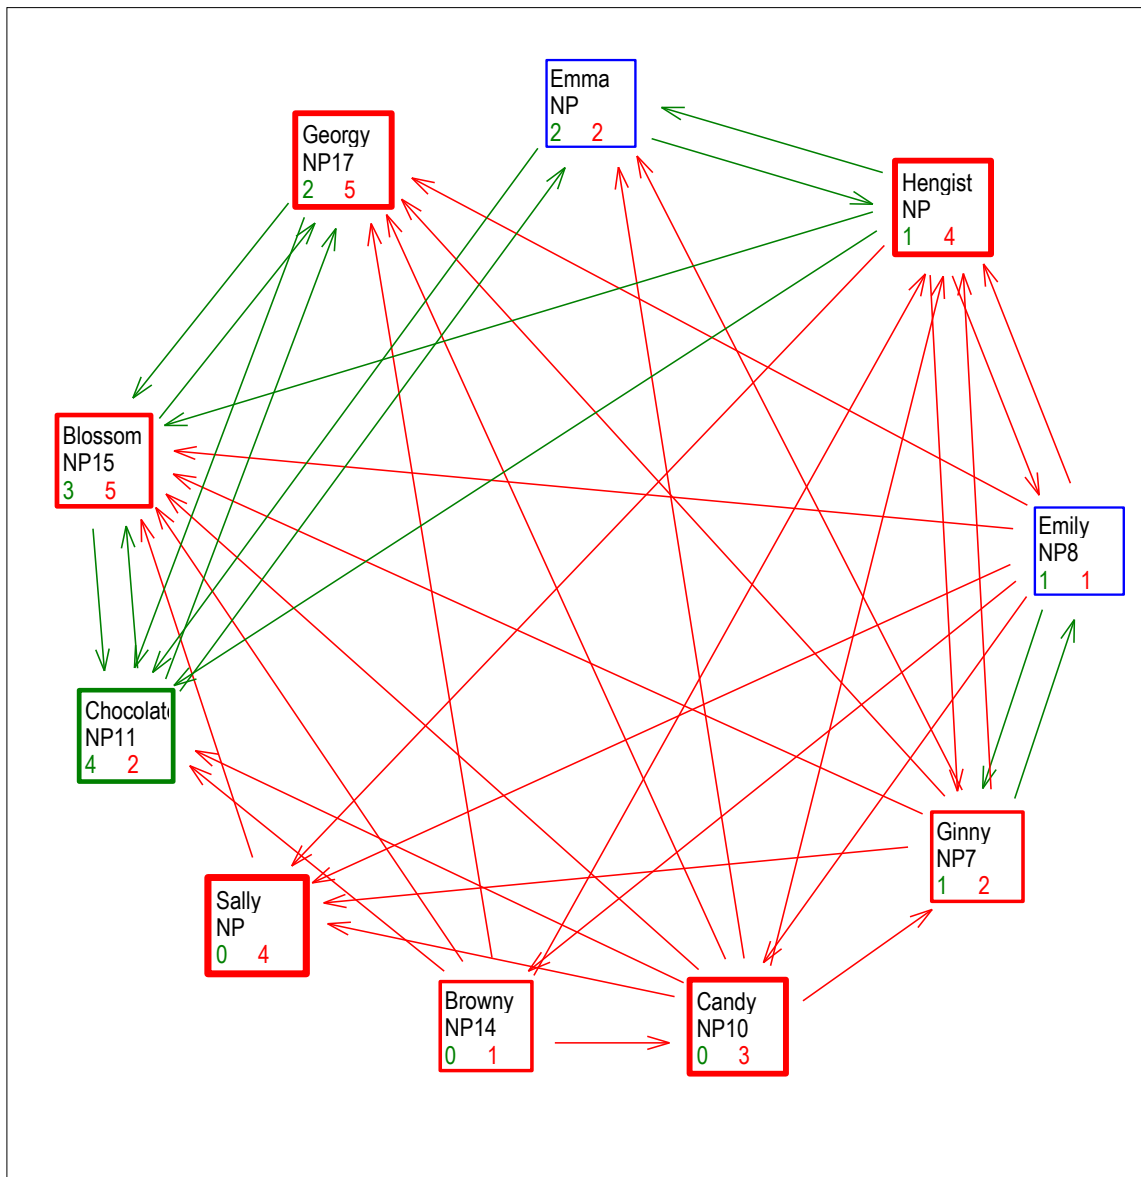 Emma
NP
2 2
Georgy
NP17
2 5
Hengist
NP
1 4
Blossom
NP15
3 5
Emily
NP8
1 1
Chocolat
NP11
4 2
Ginny
NP7
1 2
Sally
NP
0 4
Browny
NP14
0 1
Candy
NP10
0 3